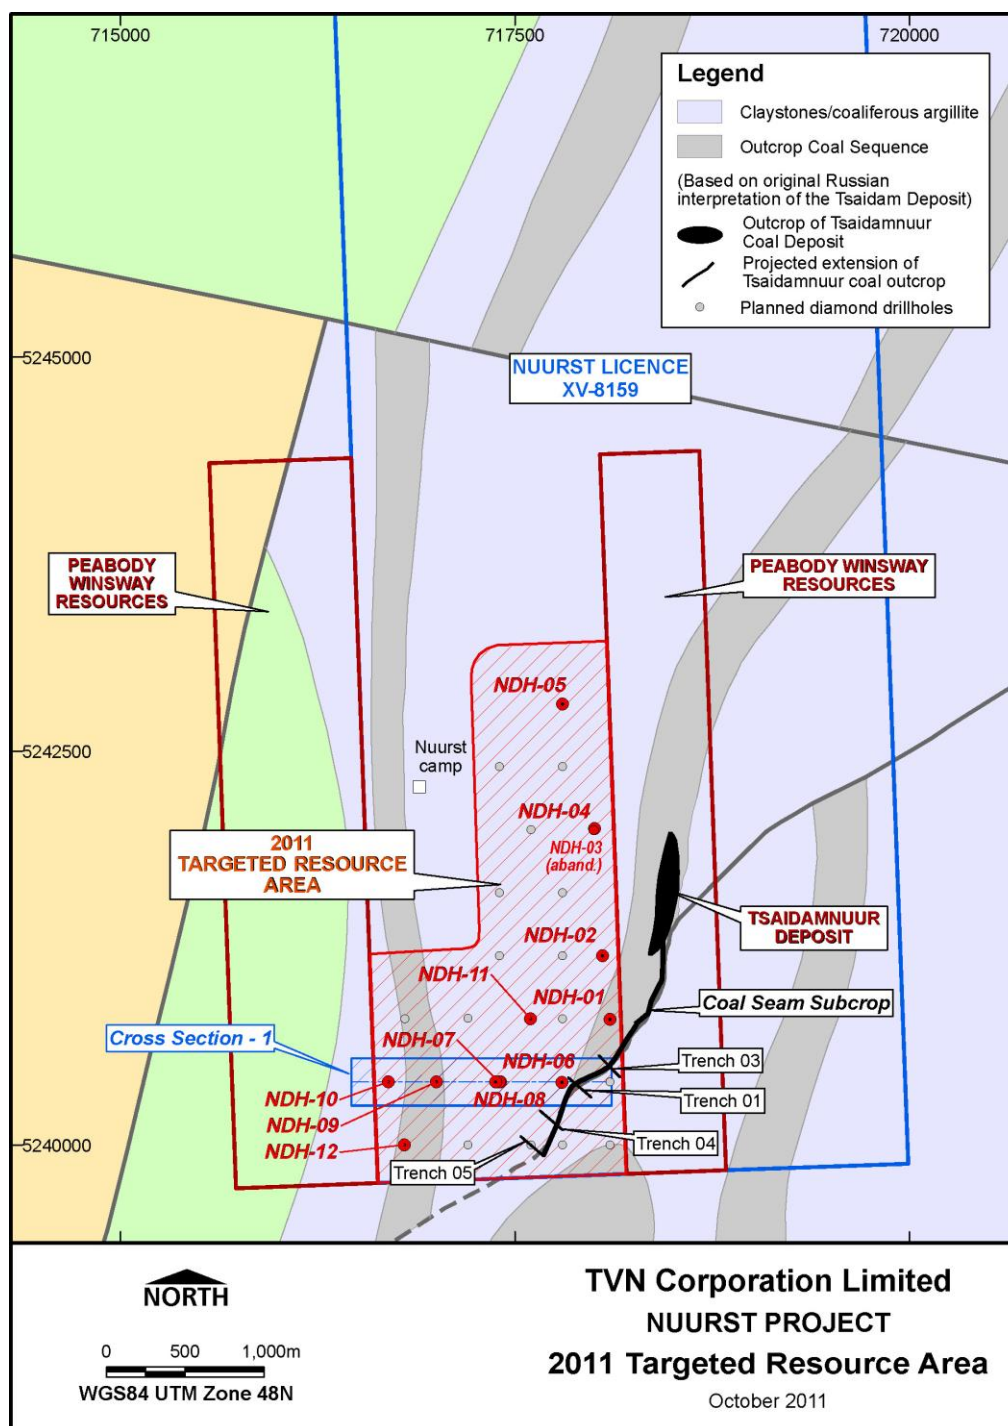 715000
717500
720000
Legend
Claystones/coaliferous argillite
Outcrop Coal Sequence
(Based on original Russian
interpretation of the Tsaidam Deposit)
Outcrop of Tsaidamnuur
Coal Deposit
Projected extension of
Tsaidamnuur coal outcrop
Planned diamond drillholes
5245000
NUURST LICENCE
XV-8159
PEABODY
WINSWAY
RESOURCES
PEABODY WINSWAY
RESOURCES
NDH-05
5242500
Nuurst
camp
NDH-04
NDH-03
(aband.)
2011
TARGETED RESOURCE
AREA
TSAIDAMNUUR
DEPOSIT
NDH-02
NDH-11
NDH-01
Coal Seam Subcrop
Cross Section - 1
NDH-07
NDH-06
Trench 03
NDH-10
NDH-08
Trench 01
NDH-09
5240000
NDH-12
Trench 04
Trench 05
NORTH
0 500 1,000m
WGS84 UTM Zone 48N
TVN Corporation Limited
NUURST PROJECT
2011 Targeted Resource Area
October 2011